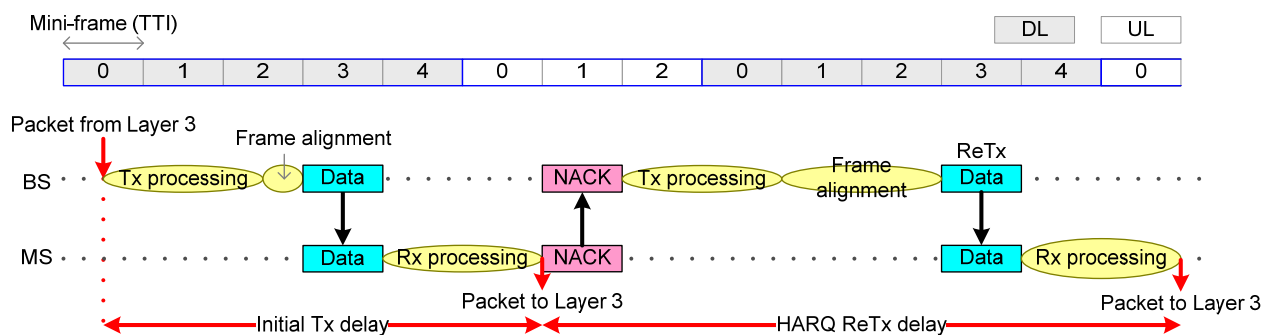 Mini-frame (TTI)
DL UL
0 1 2 3 4 0 1 2 0 1 2 3 4 0
Packet from Layer 3
Frame alignment
ReTx
BS Tx processing Data NACK Tx processing Frame alignment Data
MS Data Rx processing NACK Data Rx processing
Packet to Layer 3
Packet to Layer 3
Initial Tx delay HARQ ReTx delay